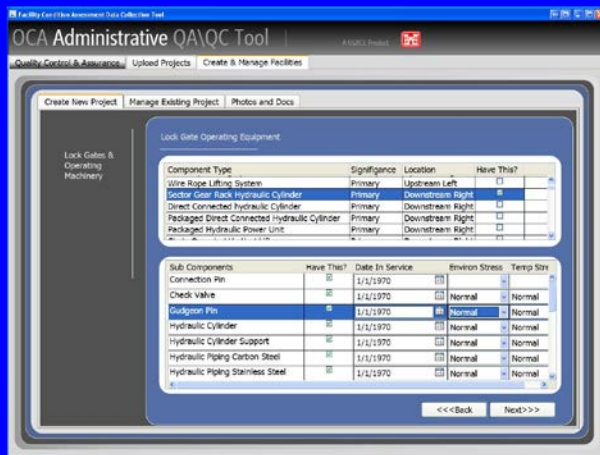 Facility Condition Assessment Data Collection Tool
OCA Administrative QA\QC Tool
A USACE Product
Quality Control & Assurance Upload Projects Create & Manage Facilities
Create New Project Manage Existing Project Photos and Docs
Lock Gates &
Operating
Machinery
Lock Gate Operating Equipment
Component Type Signifigance Location Have This?
Wire Rope Lifting System Primary Upstream Left
Sector Gear Rack Hydraulic Cylinder Primary Downstream Right
Direct Connected Hydraulic Cylinder Primary Downstream Right
Packaged Direct Connected Hydraulic Cylinder Primary Downstream Right
Packaged Hydraulic Power Unit Primary Downstream Right
Sub Components Have This? Date In Service Environ Stress Temp Stre
Connection Pin 1/1/1970
Check Valve 1/1/1970 Normal Normal
Gudgeon Pin 1/1/1970 Normal Normal
Hydraulic Cylinder 1/1/1970 Normal Normal
Hydraulic Cylinder Support 1/1/1970 Normal Normal
Hydraulic Piping Carbon Steel 1/1/1970 Normal Normal
Hydraulic Piping Stainless Steel 1/1/1970 Normal Normal
<<<Back Next>>>